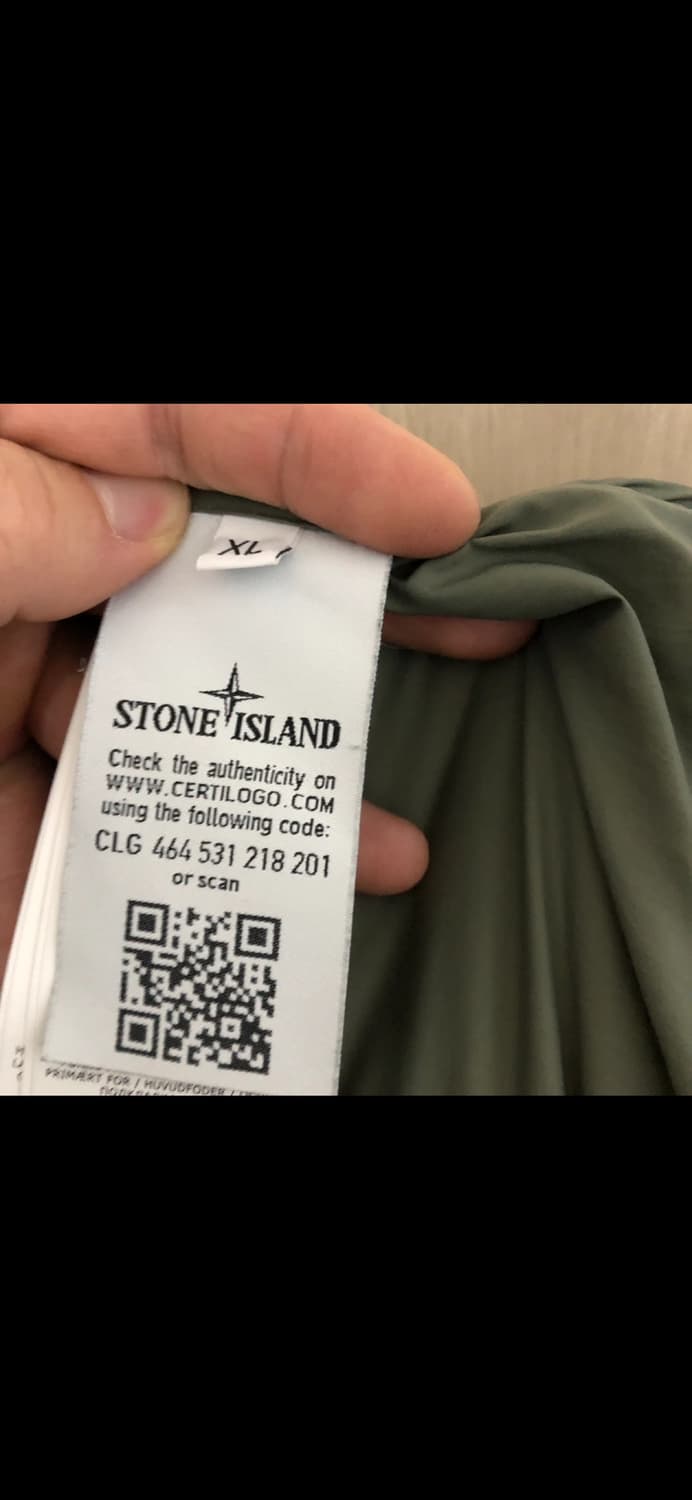 XL
STONE ISLAND
Check the authenticity on
WWW.CERTILOGO.COM
using the following code:
CLG 464 531 218 201
or scan
PRIMÆRT FOR / HUVUDFODER /